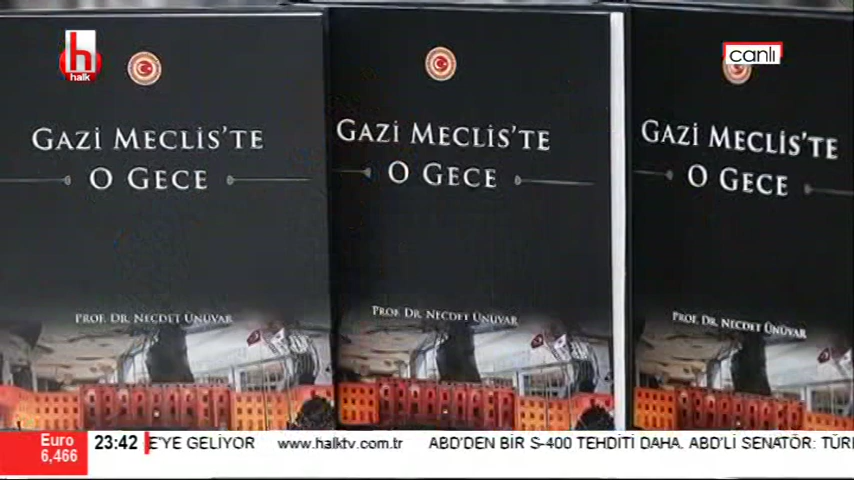 h
halk
canlı
GAZİ MECLİS'TE
O GECE
PROF. DR. NECDET ÜNÜVAR
GAZİ MECLİS'TE
O GECE
PROF. DR. NECDET ÜNÜVAR
GAZİ MECLİS'TE
O GECE
PROF. DR. NECDET ÜNÜVAR
Euro
6,466
23:42
E'YE GELİYOR www.halktv.com.tr ABD'DEN BİR S-400 TEHDİTİ DAHA. ABD'Lİ SENATÖR: TÜR